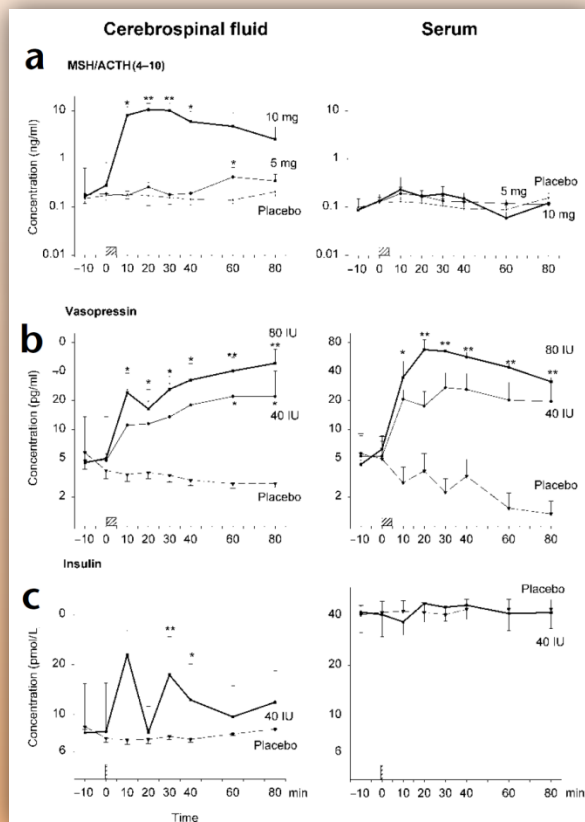 Cerebrospinal fluid Serum
a
MSH/ACTH (4–10)
Concentration (ng/ml)
10
1
0.1
0.01
* ** ** *
10 mg
*
5 mg
Placebo
–10 0 10 20 30 40 60 80
10
1
0.1
0.01
Placebo
5 mg
10 mg
–10 0 10 20 30 40 60 80
b
Vasopressin
Concentration (pg/ml)
0
–0
20
10
5
2
* * * * ** **
80 IU
40 IU
* *
Placebo
–10 0 10 20 30 40 60 80
80
40
20
10
5
2
* ** ** ** ** **
80 IU
40 IU
Placebo
–10 0 10 20 30 40 60 80
c
Insulin
Concentration (pmol/L)
0
20
10
6
** *
40 IU
Placebo
–10 0 10 20 30 40 60 80 min
Time
40
20
10
6
4
Placebo
40 IU
–10 0 10 20 30 40 60 80 min